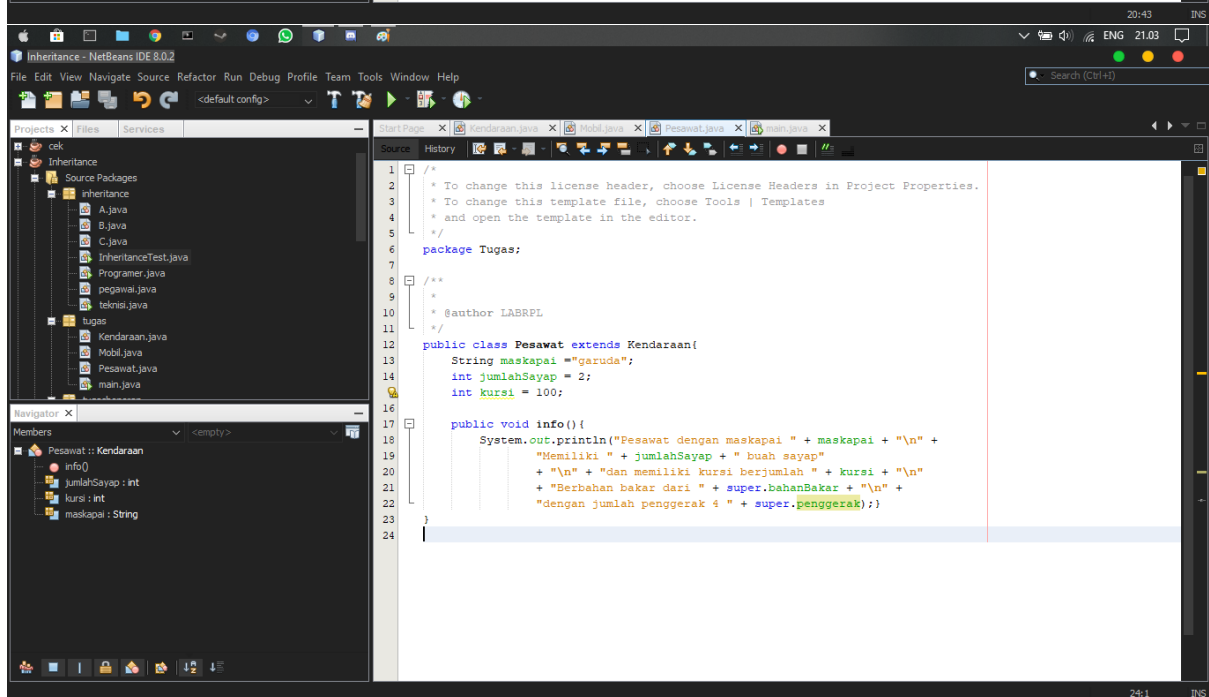 20:43 INS
ENG 21.03
Inheritance - NetBeans IDE 8.0.2
File Edit View Navigate Source Refactor Run Debug Profile Team Tools Window Help
Search (Ctrl+I)
<default config>
Projects X Files Services
Start Page X Kendaraan.java X Mobil.java X Pesawat.java X main.java X
cek
Inheritance
Source Packages
inheritance
A.java
B.java
C.java
InheritanceTest.java
Programer.java
pegawai.java
teknisi.java
tugas
Kendaraan.java
Mobil.java
Pesawat.java
main.java
Navigator X
Members <empty>
Pesawat :: Kendaraan
info()
jumlahSayap : int
kursi : int
maskapai : String
Source History
1 /*
2 * To change this license header, choose License Headers in Project Properties.
3 * To change this template file, choose Tools | Templates
4 * and open the template in the editor.
5 */
6 package Tugas;
7
8 /**
9 *
10 * @author LABRPL
11 */
12 public class Pesawat extends Kendaraan{
13 String maskapai ="garuda";
14 int jumlahSayap = 2;
int kursi = 100;
16
17 public void info(){
18 System.out.println("Pesawat dengan maskapai " + maskapai + "\n" +
19 "Memiliki " + jumlahSayap + " buah sayap"
20 + "\n" + "dan memiliki kursi berjumlah " + kursi + "\n"
21 + "Berbahan bakar dari " + super.bahanBakar + "\n" +
22 "dengan jumlah penggerak 4 " + super.penggerak);}
23 }
24
24:1 INS